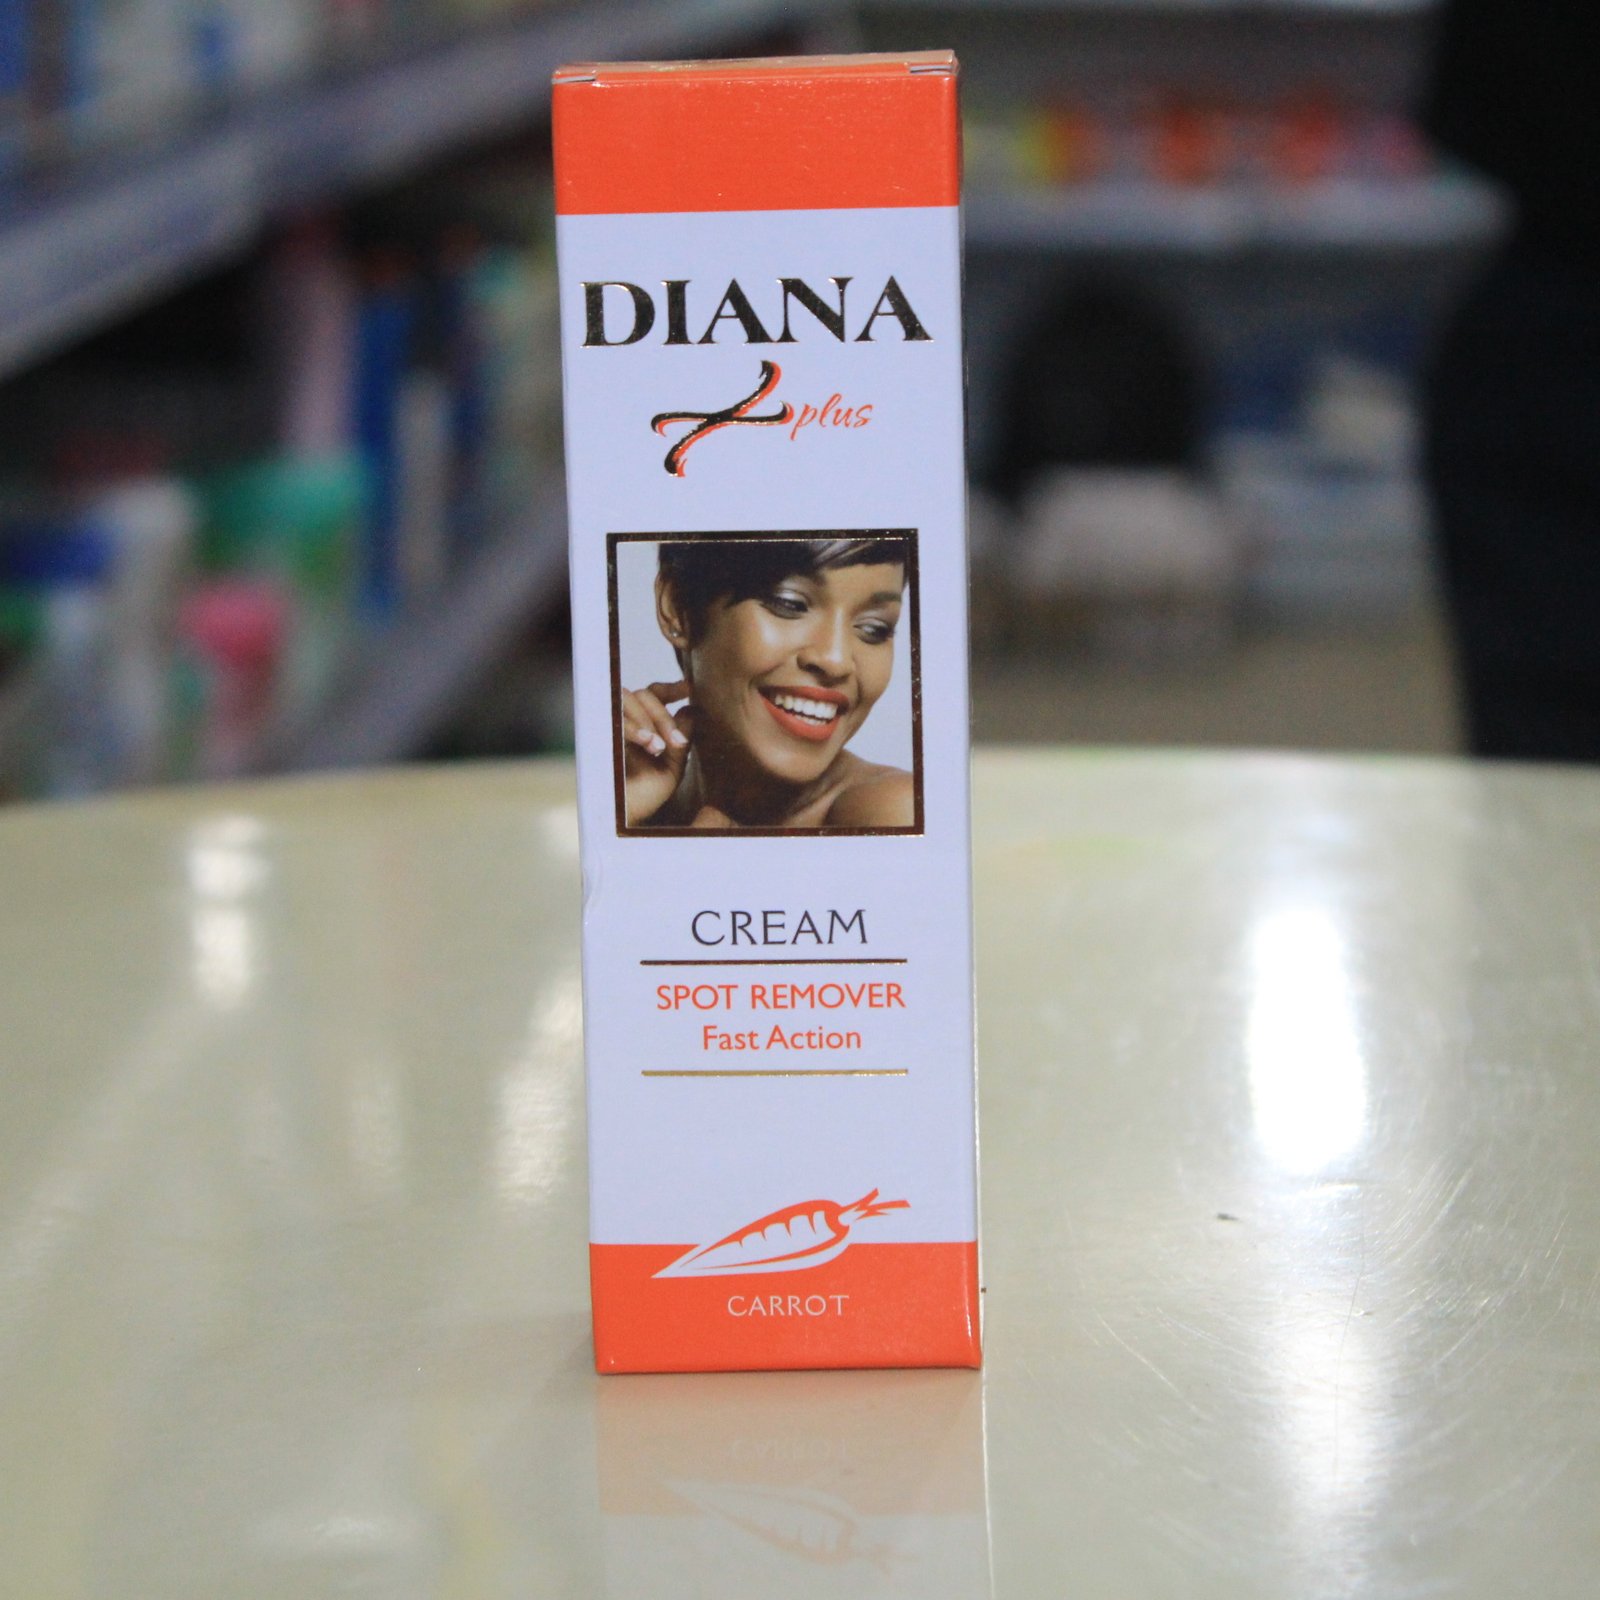 DIANA
plus
CREAM
SPOT REMOVER
Fast Action
CARROT